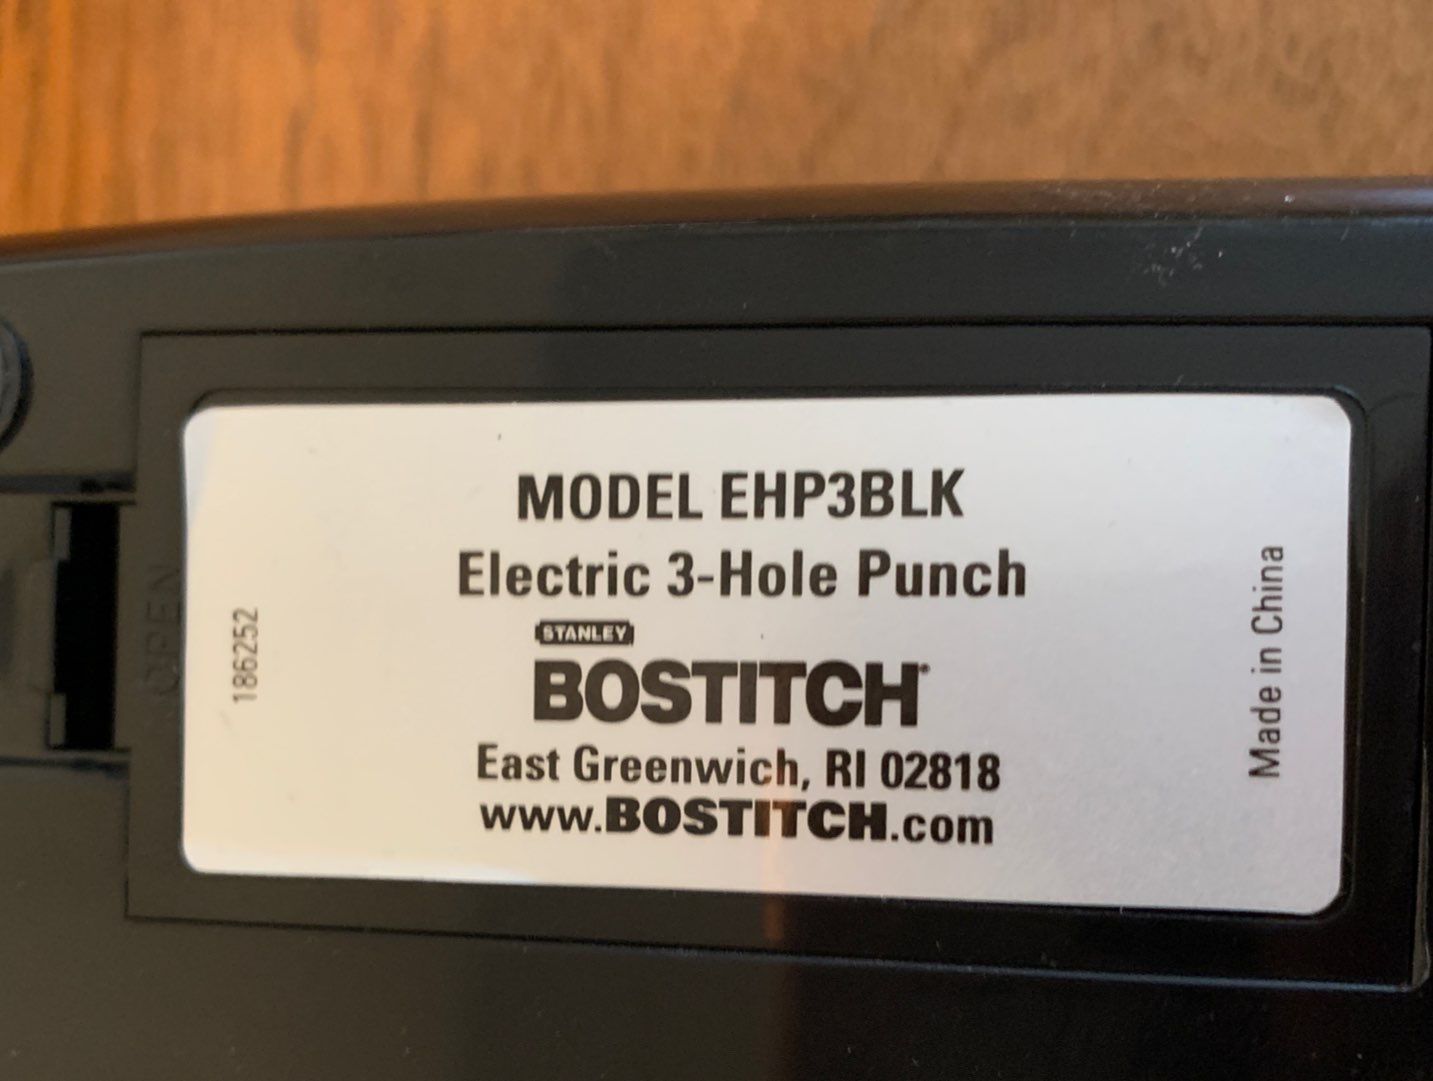 MODEL EHP3BLK
Electric 3-Hole Punch
STANLEY
BOSTITCH
East Greenwich, RI 02818
www.BOSTITCH.com
186252
Made in China
OPEN